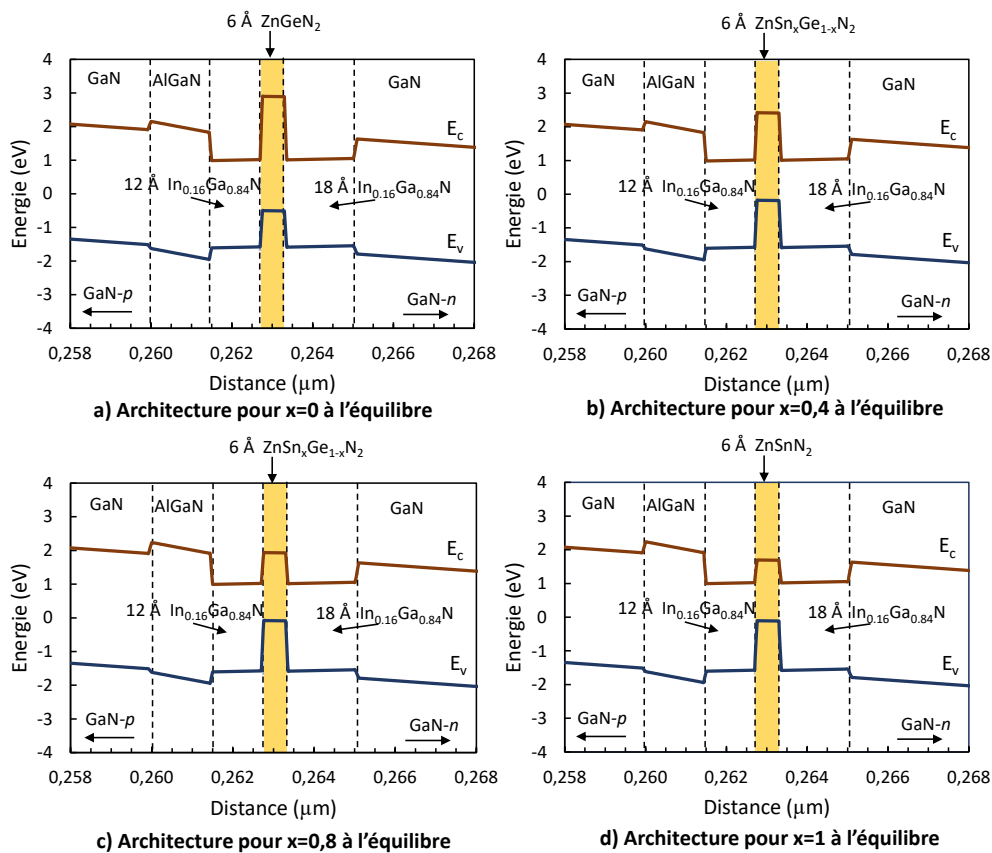 6 Å ZnGeN₂
4
3
2
1
0
-1
-2
-3
-4
Energie (eV)
GaN
AlGaN
GaN
E_c
12 Å In₀.₁₆Ga₀.₈₄N
18 Å In₀.₁₆Ga₀.₈₄N
E_v
GaN-p
GaN-n
0,258 0,260 0,262 0,264 0,266 0,268
Distance (μm)
a) Architecture pour x=0 à l’équilibre
6 Å ZnSnₓGe₁₋ₓN₂
4
3
2
1
0
-1
-2
-3
-4
Energie (eV)
GaN
AlGaN
GaN
E_c
12 Å In₀.₁₆Ga₀.₈₄N
18 Å In₀.₁₆Ga₀.₈₄N
E_v
GaN-p
GaN-n
0,258 0,260 0,262 0,264 0,266 0,268
Distance (μm)
b) Architecture pour x=0,4 à l’équilibre
6 Å ZnSnₓGe₁₋ₓN₂
4
3
2
1
0
-1
-2
-3
-4
Energie (eV)
GaN
AlGaN
GaN
E_c
12 Å In₀.₁₆Ga₀.₈₄N
18 Å In₀.₁₆Ga₀.₈₄N
E_v
GaN-p
GaN-n
0,258 0,260 0,262 0,264 0,266 0,268
Distance (μm)
c) Architecture pour x=0,8 à l’équilibre
6 Å ZnSnN₂
4
3
2
1
0
-1
-2
-3
-4
Energie (eV)
GaN
AlGaN
GaN
E_c
12 Å In₀.₁₆Ga₀.₈₄N
18 Å In₀.₁₆Ga₀.₈₄N
E_v
GaN-p
GaN-n
0,258 0,260 0,262 0,264 0,266 0,268
Distance (μm)
d) Architecture pour x=1 à l’équilibre